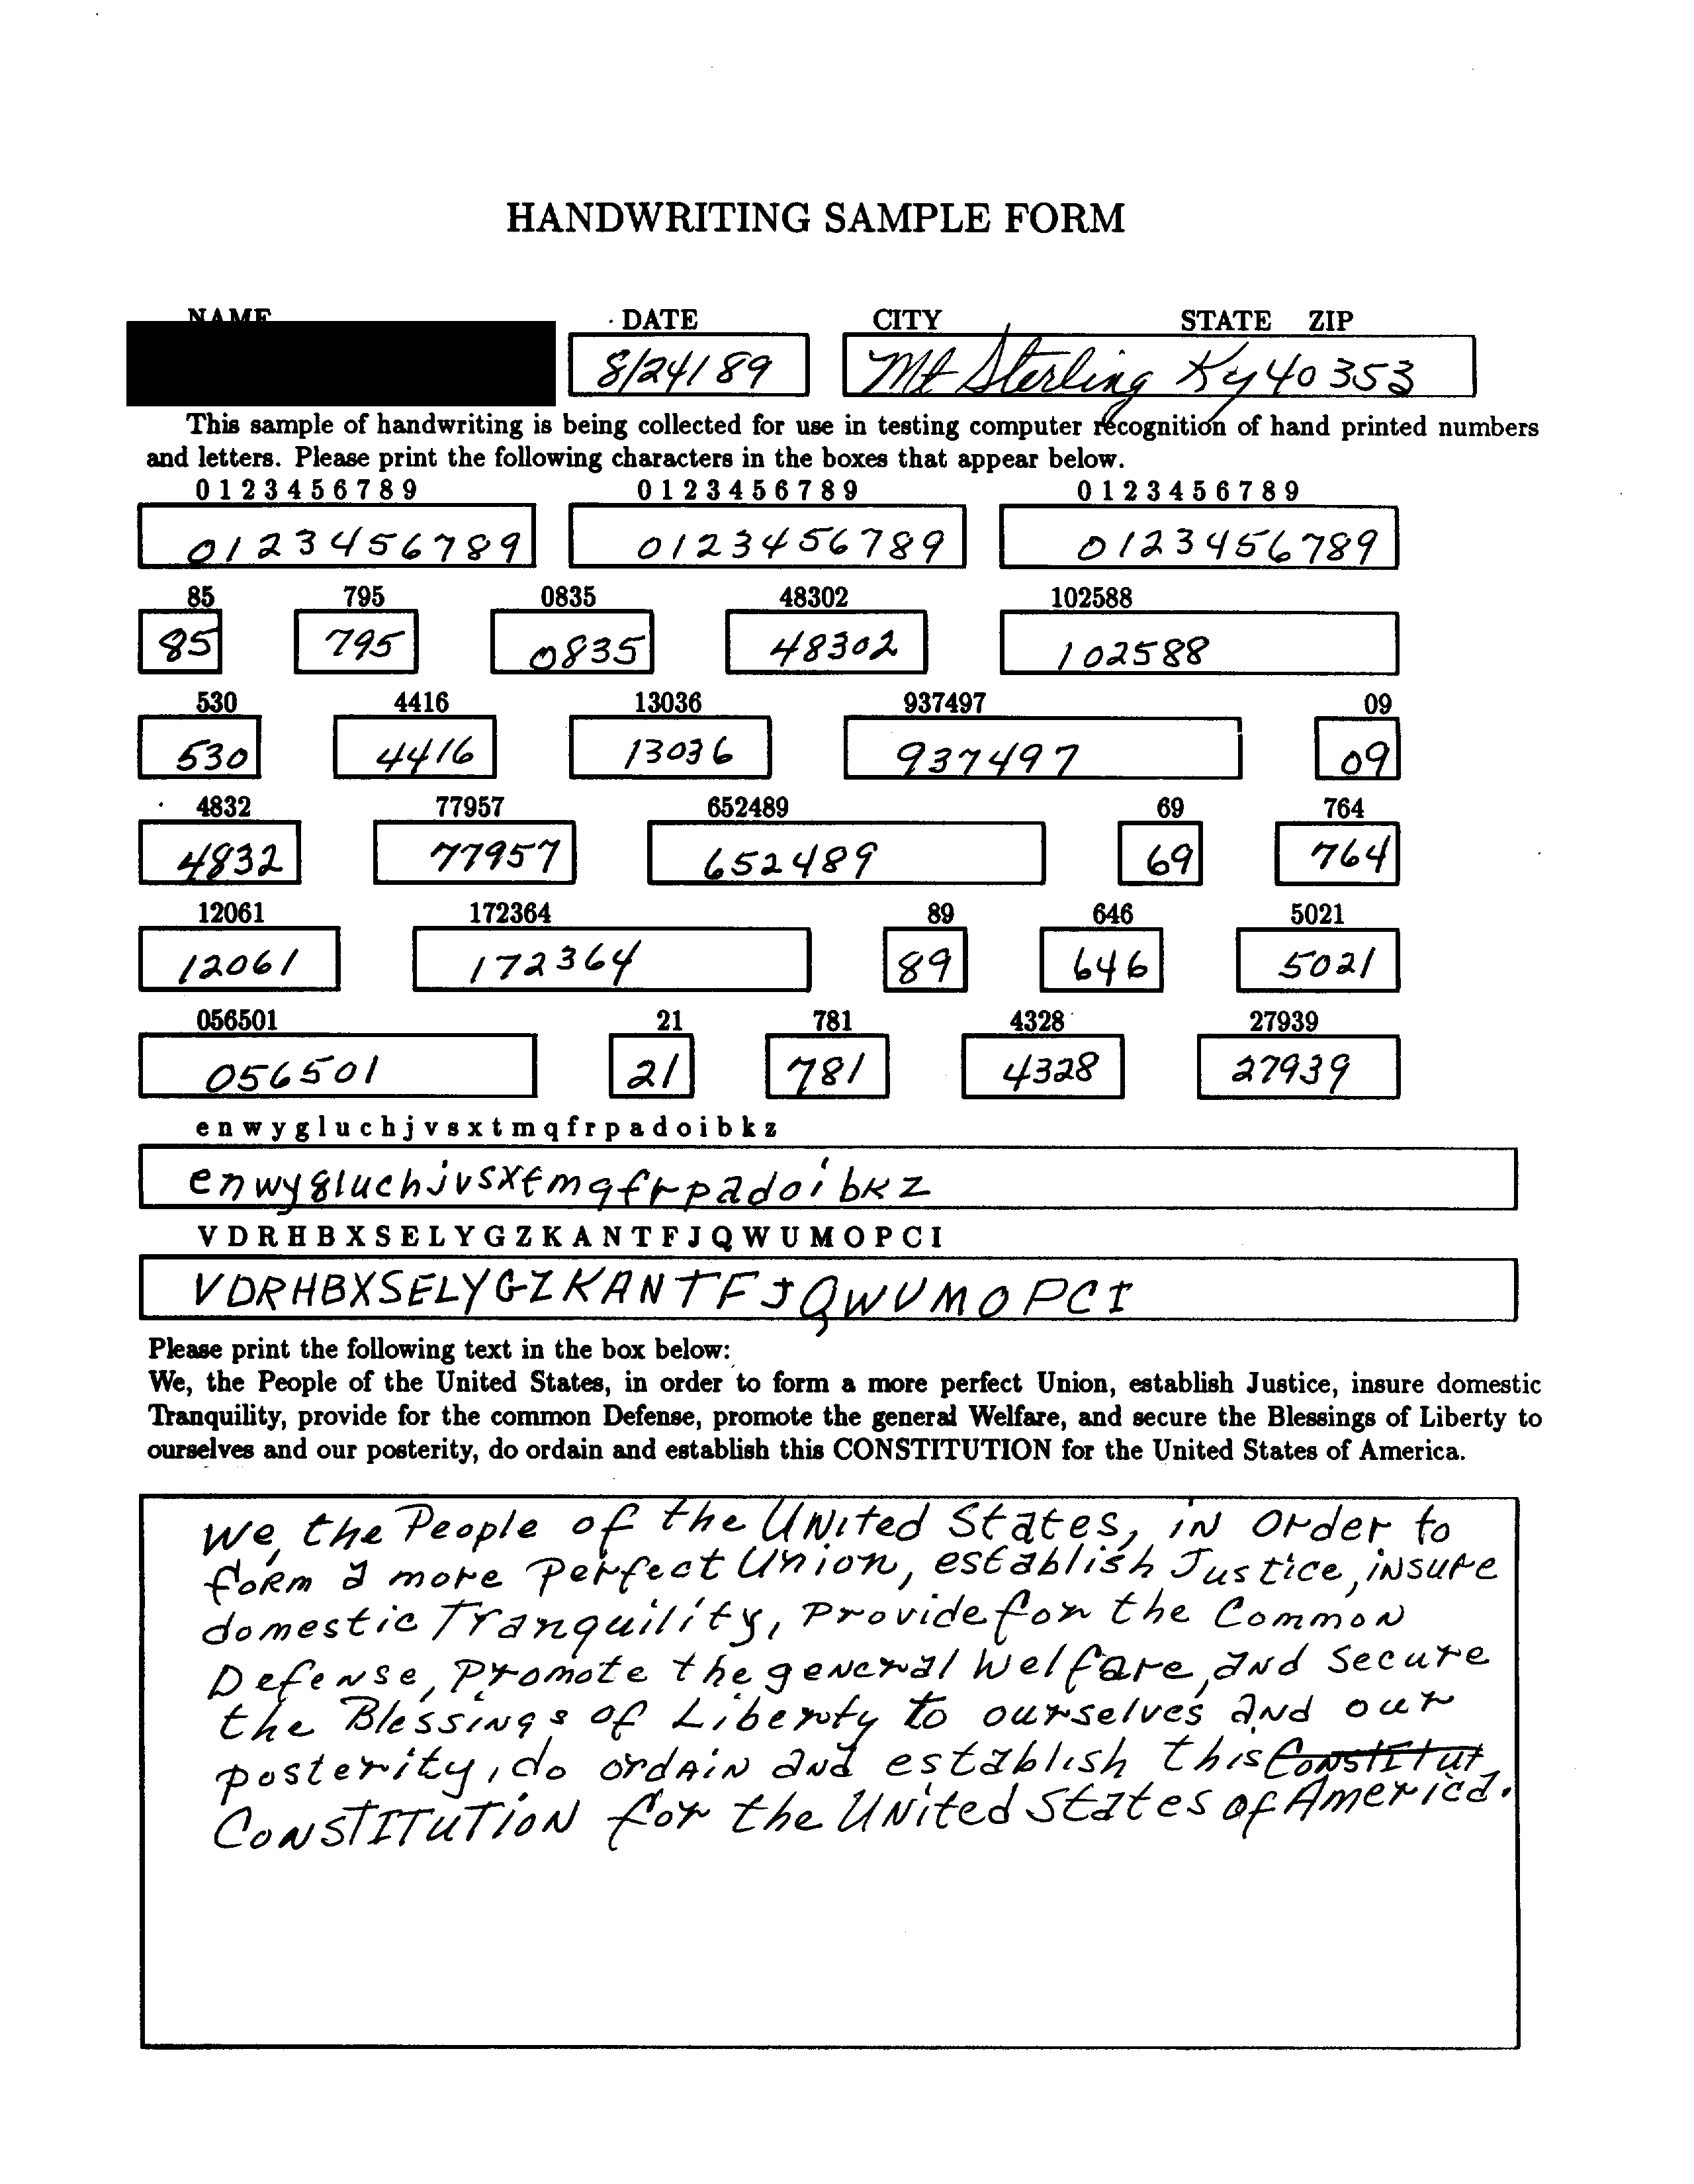 HANDWRITING SAMPLE FORM
NAME DATE CITY STATE ZIP
8/24/89 Mt Sterling Ky 40353
This sample of handwriting is being collected for use in testing computer recognition of hand printed numbers
and letters. Please print the following characters in the boxes that appear below.
0 1 2 3 4 5 6 7 8 9 0 1 2 3 4 5 6 7 8 9 0 1 2 3 4 5 6 7 8 9
0123456789 0123456789 0123456789
85 795 0835 48302 102588
85 795 0835 48302 102588
530 4416 13036 937497 09
530 4416 13036 937497 09
4832 77957 652489 69 764
4832 77957 652489 69 764
12061 172364 89 646 5021
12061 172364 89 646 5021
056501 21 781 4328 27939
056501 21 781 4328 27939
e n w y g l u c h j v s x t m q f r p a d o i b k z
enwygluchjvsxtmqfrpadoibkz
V D R H B X S E L Y G Z K A N T F J Q W U M O P C I
VDRHBXSELYGZKANTFJQWUMOPCI
Please print the following text in the box below:
We, the People of the United States, in order to form a more perfect Union, establish Justice, insure domestic
Tranquility, provide for the common Defense, promote the general Welfare, and secure the Blessings of Liberty to
ourselves and our posterity, do ordain and establish this CONSTITUTION for the United States of America.
We, the People of the United States, in order to
form a more perfect Union, establish Justice, insure
domestic Tranquility, Provide for the Common
Defense, Promote the general Welfare, and Secure
the Blessings of Liberty to ourselves and our
posterity, do ordain and establish this Constitut
CONSTITUTION for the United States of America.